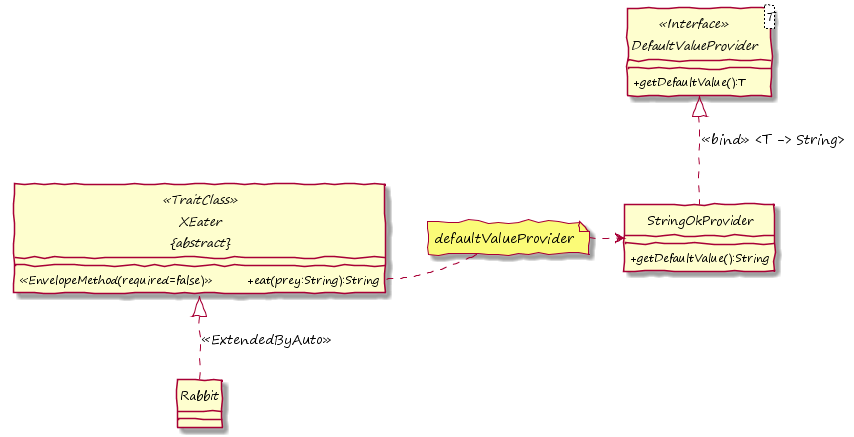 «Interface»
T
DefaultValueProvider
+getDefaultValue():T
«bind» <T -> String>
«TraitClass»
XEater
{abstract}
«EnvelopeMethod(required=false)» +eat(prey:String):String
defaultValueProvider
StringOkProvider
+getDefaultValue():String
«ExtendedByAuto»
Rabbit